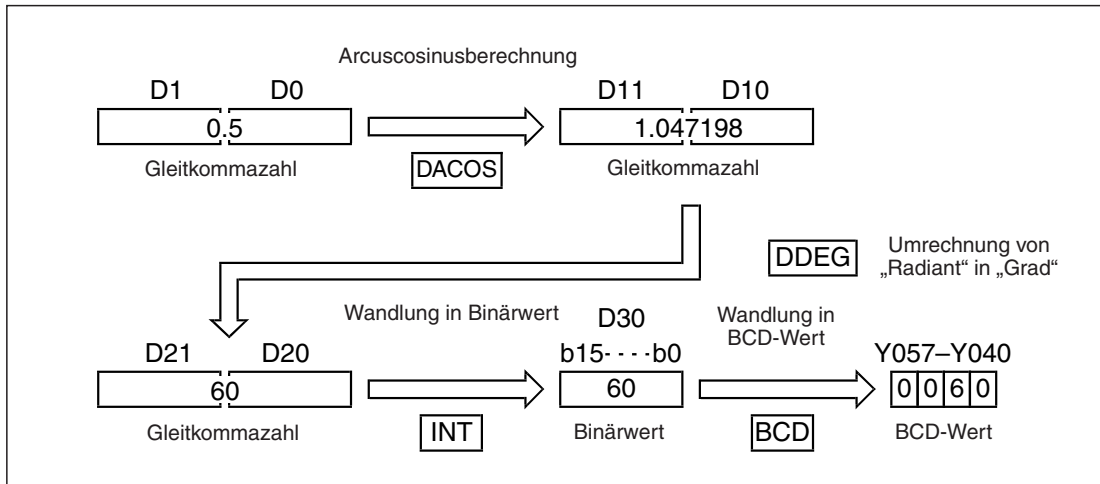 Arcuscosinusberechnung
D1 D0 D11 D10
0.5 1.047198
Gleitkommazahl DACOS Gleitkommazahl
DDEG Umrechnung von
„Radiant“ in „Grad“
Wandlung in Binärwert
Wandlung in
BCD-Wert
D21 D20 D30
b15----b0 Y057–Y040
60 60 0 0 6 0
Gleitkommazahl INT Binärwert BCD BCD-Wert